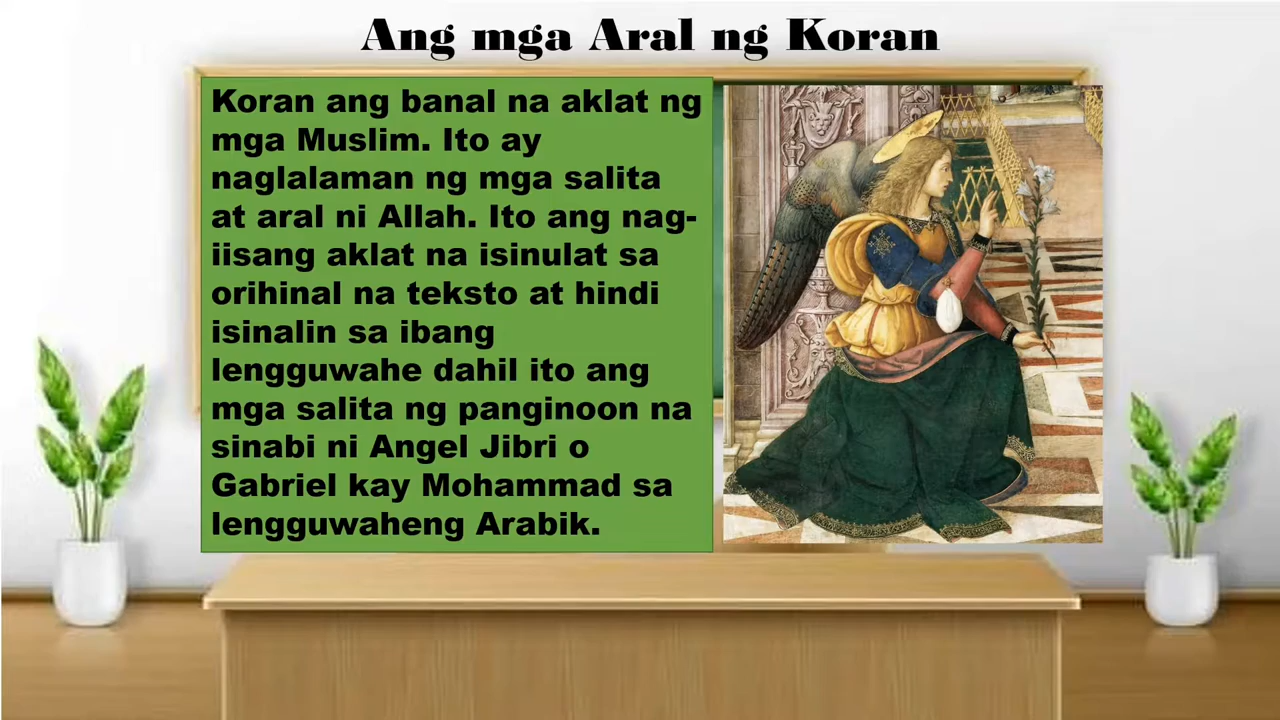 Ang mga Aral ng Koran
Koran ang banal na aklat ng
mga Muslim. Ito ay
naglalaman ng mga salita
at aral ni Allah. Ito ang nag-
iisang aklat na isinulat sa
orihinal na teksto at hindi
isinalin sa ibang
lengguwahe dahil ito ang
mga salita ng panginoon na
sinabi ni Angel Jibri o
Gabriel kay Mohammad sa
lengguwaheng Arabik.